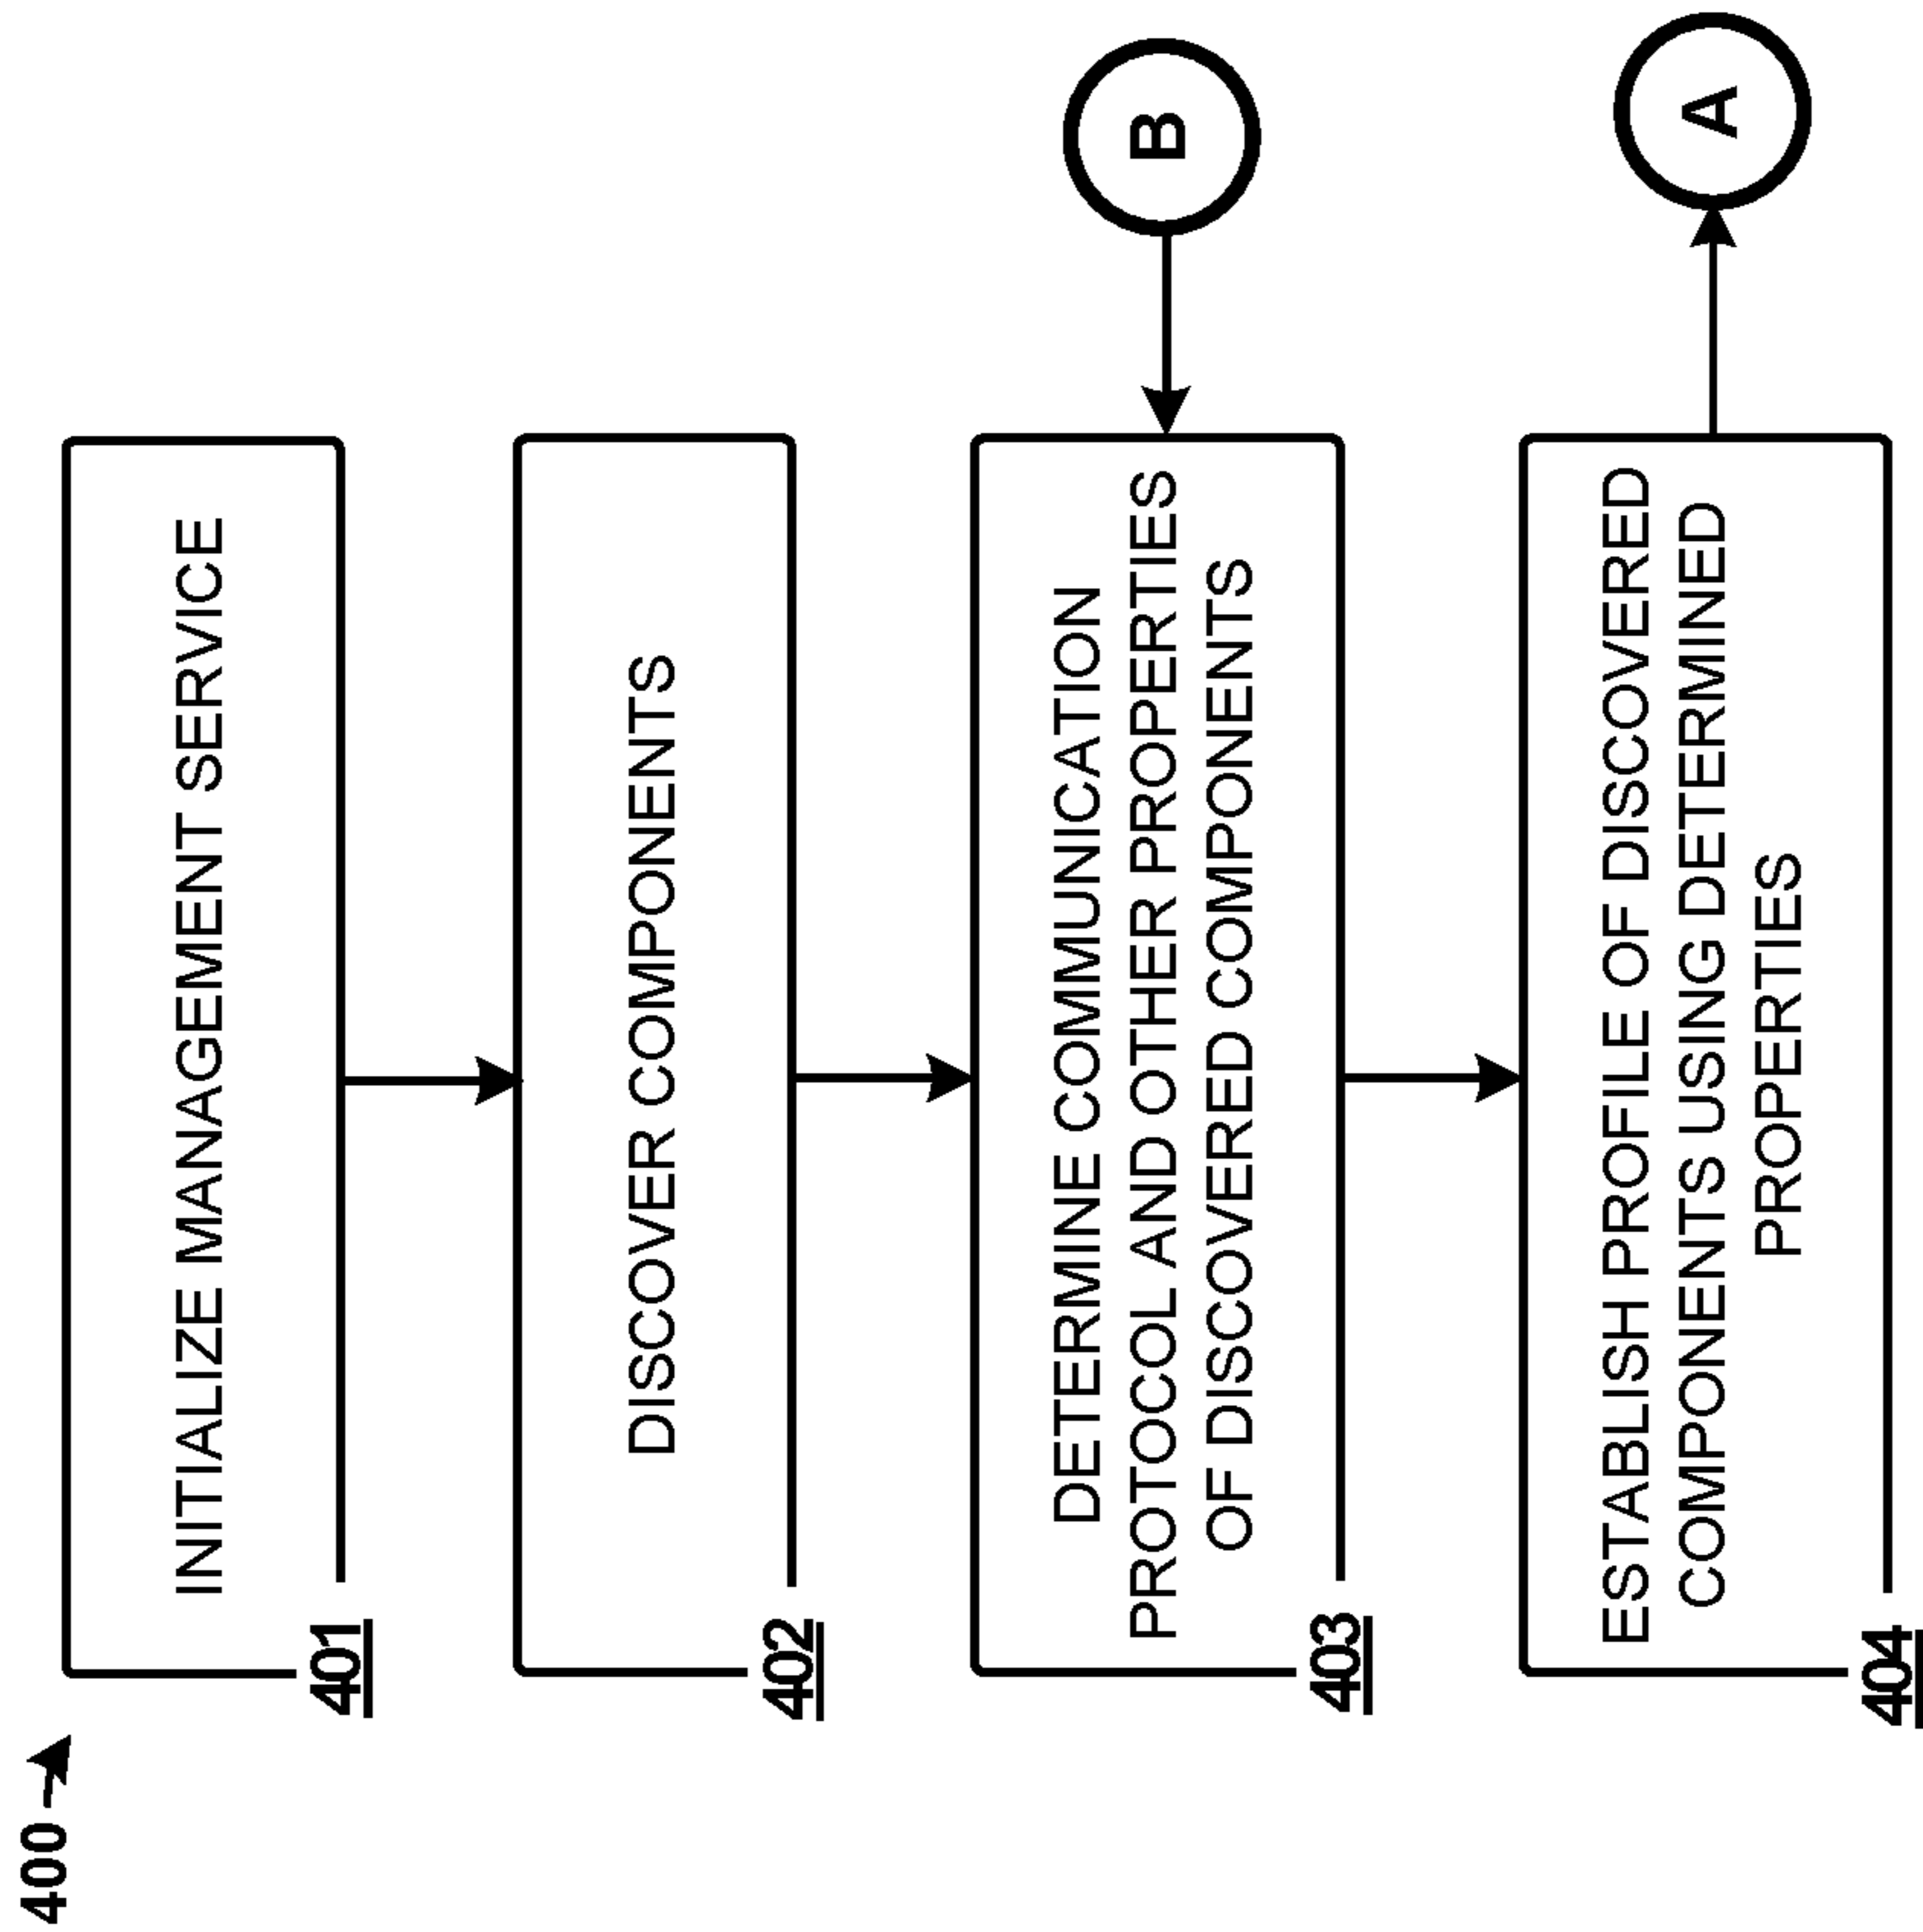 400
INITIALIZE MANAGEMENT SERVICE
401
DISCOVER COMPONENTS
402
DETERMINE COMMUNICATION
PROTOCOL AND OTHER PROPERTIES
OF DISCOVERED COMPONENTS
403
B
ESTABLISH PROFILE OF DISCOVERED
COMPONENTS USING DETERMINED
PROPERTIES
404
A